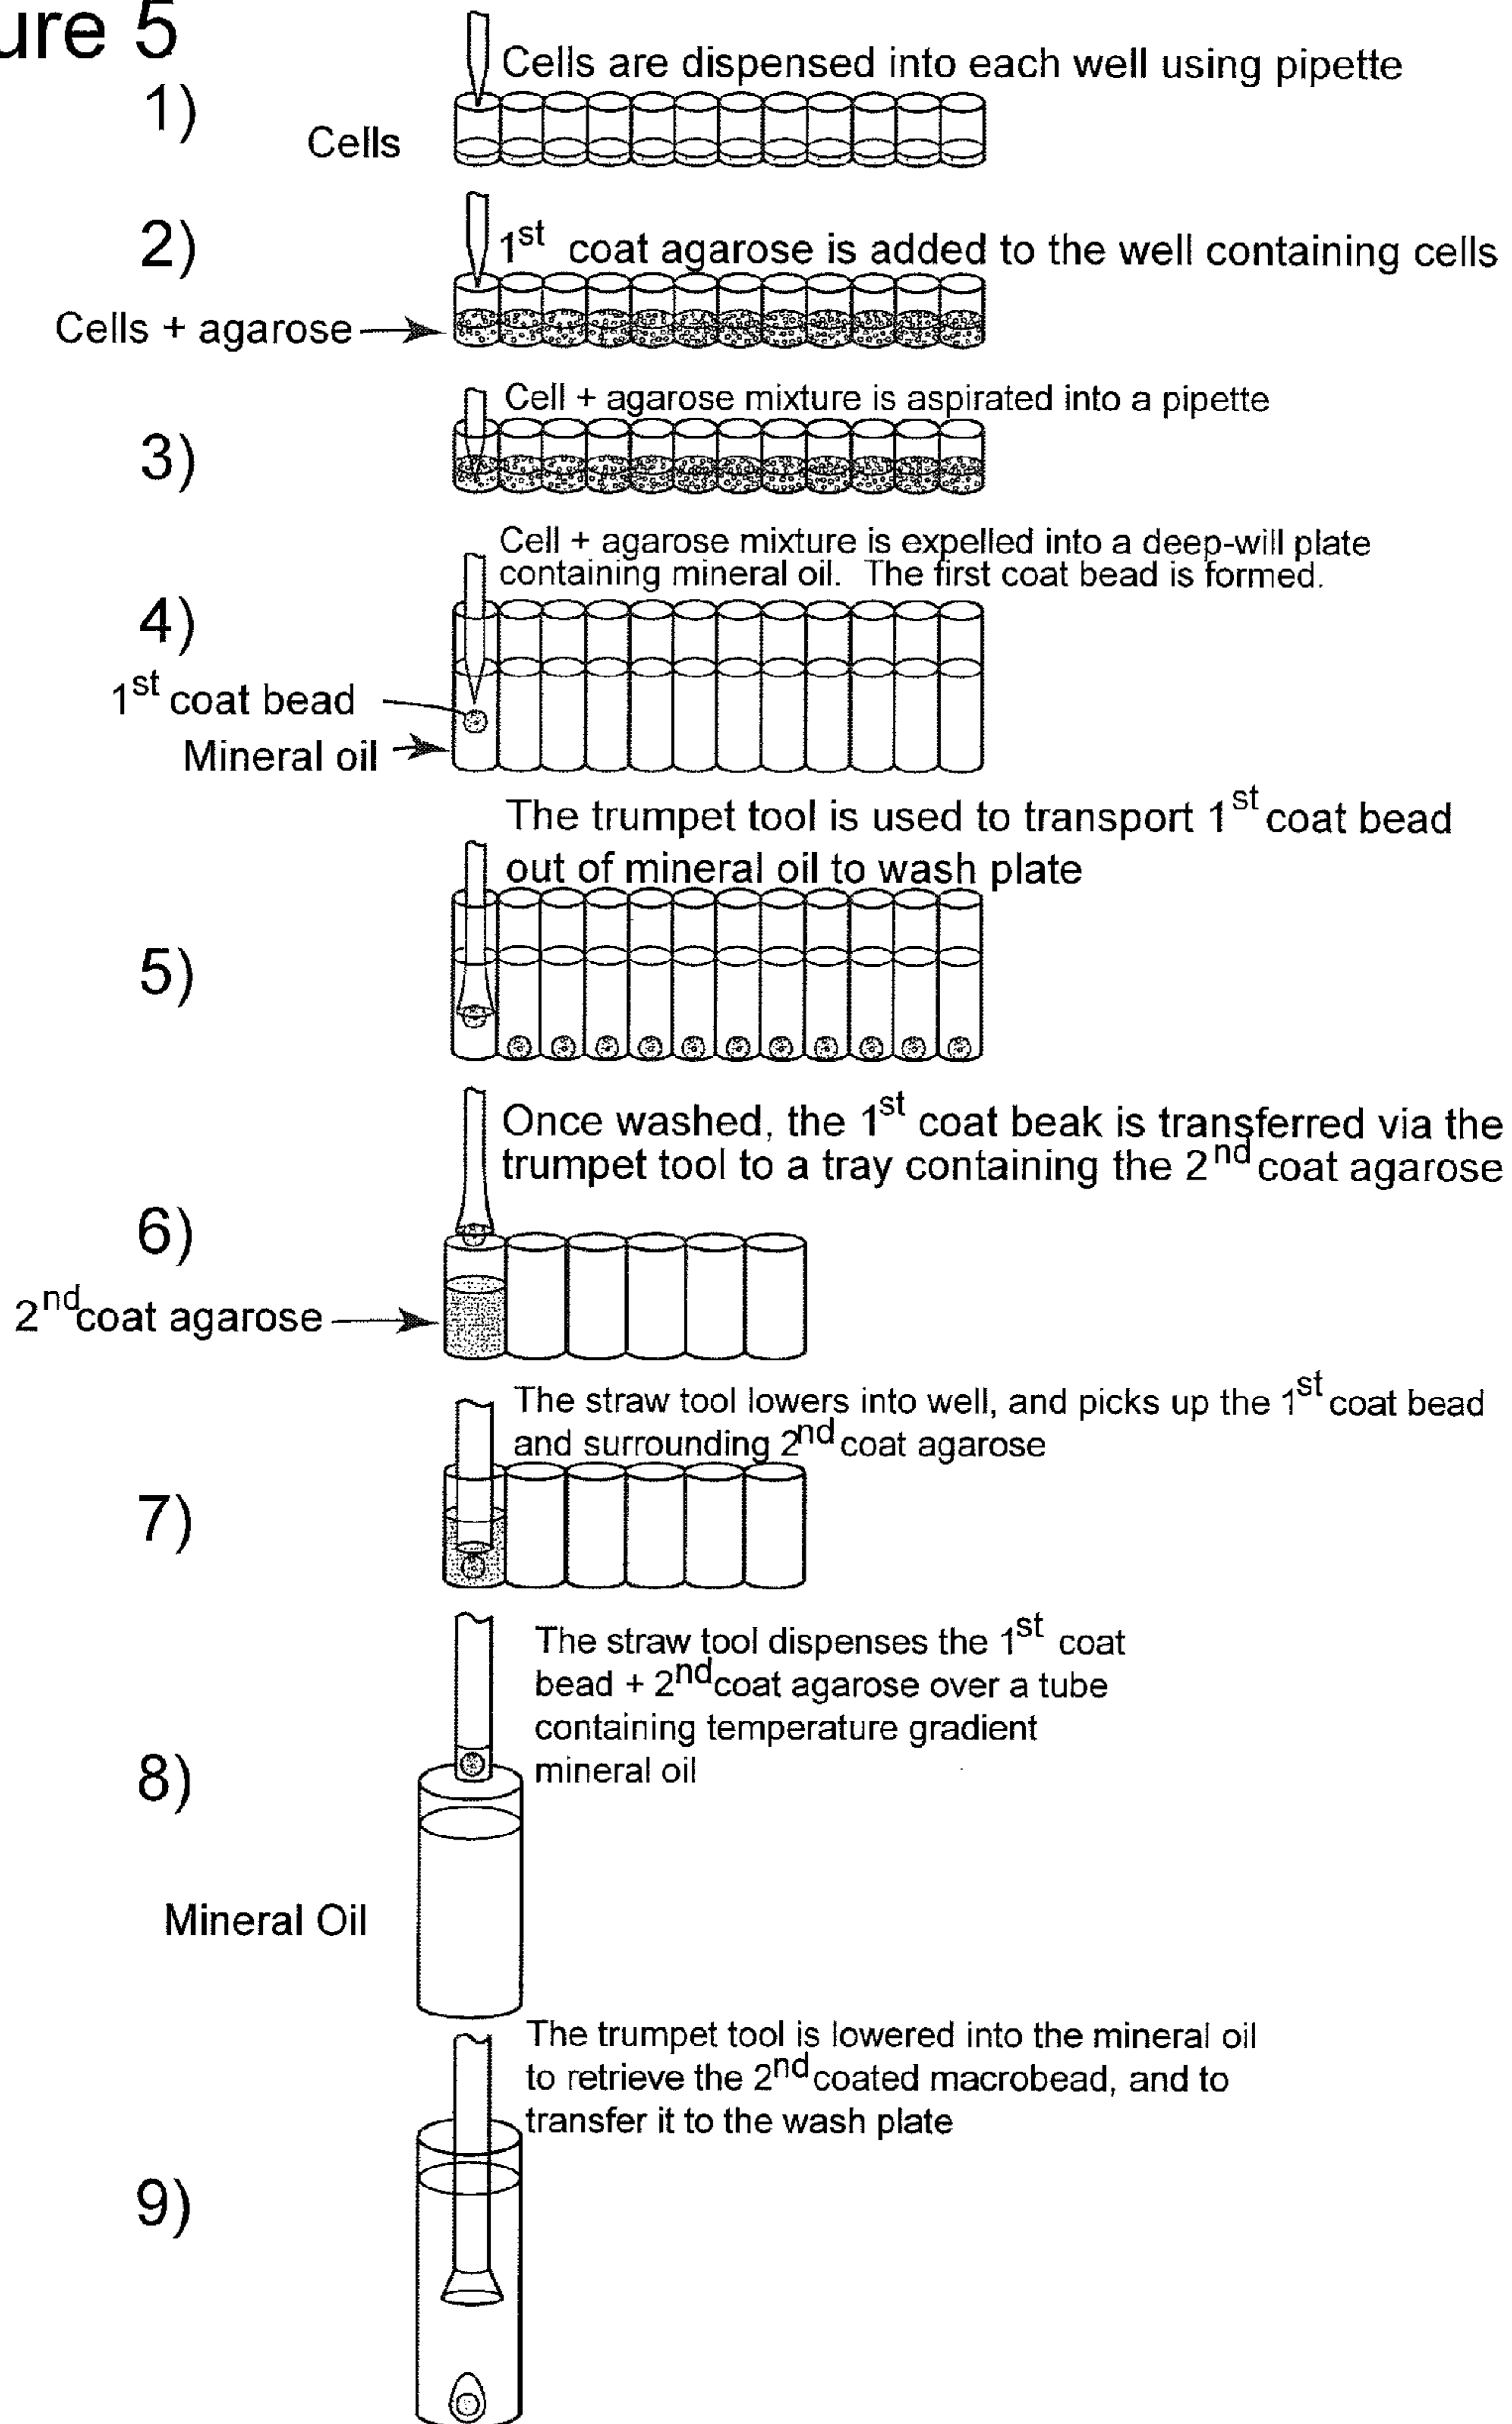 ure 5
1)
Cells are dispensed into each well using pipette
Cells
2)
1st coat agarose is added to the well containing cells
Cells + agarose
3)
Cell + agarose mixture is aspirated into a pipette
4)
Cell + agarose mixture is expelled into a deep-will plate
containing mineral oil. The first coat bead is formed.
1st coat bead
Mineral oil
5)
The trumpet tool is used to transport 1st coat bead
out of mineral oil to wash plate
6)
Once washed, the 1st coat beak is transferred via the
trumpet tool to a tray containing the 2nd coat agarose
2nd coat agarose
7)
The straw tool lowers into well, and picks up the 1st coat bead
and surrounding 2nd coat agarose
8)
The straw tool dispenses the 1st coat
bead + 2nd coat agarose over a tube
containing temperature gradient
mineral oil
Mineral Oil
9)
The trumpet tool is lowered into the mineral oil
to retrieve the 2nd coated macrobead, and to
transfer it to the wash plate